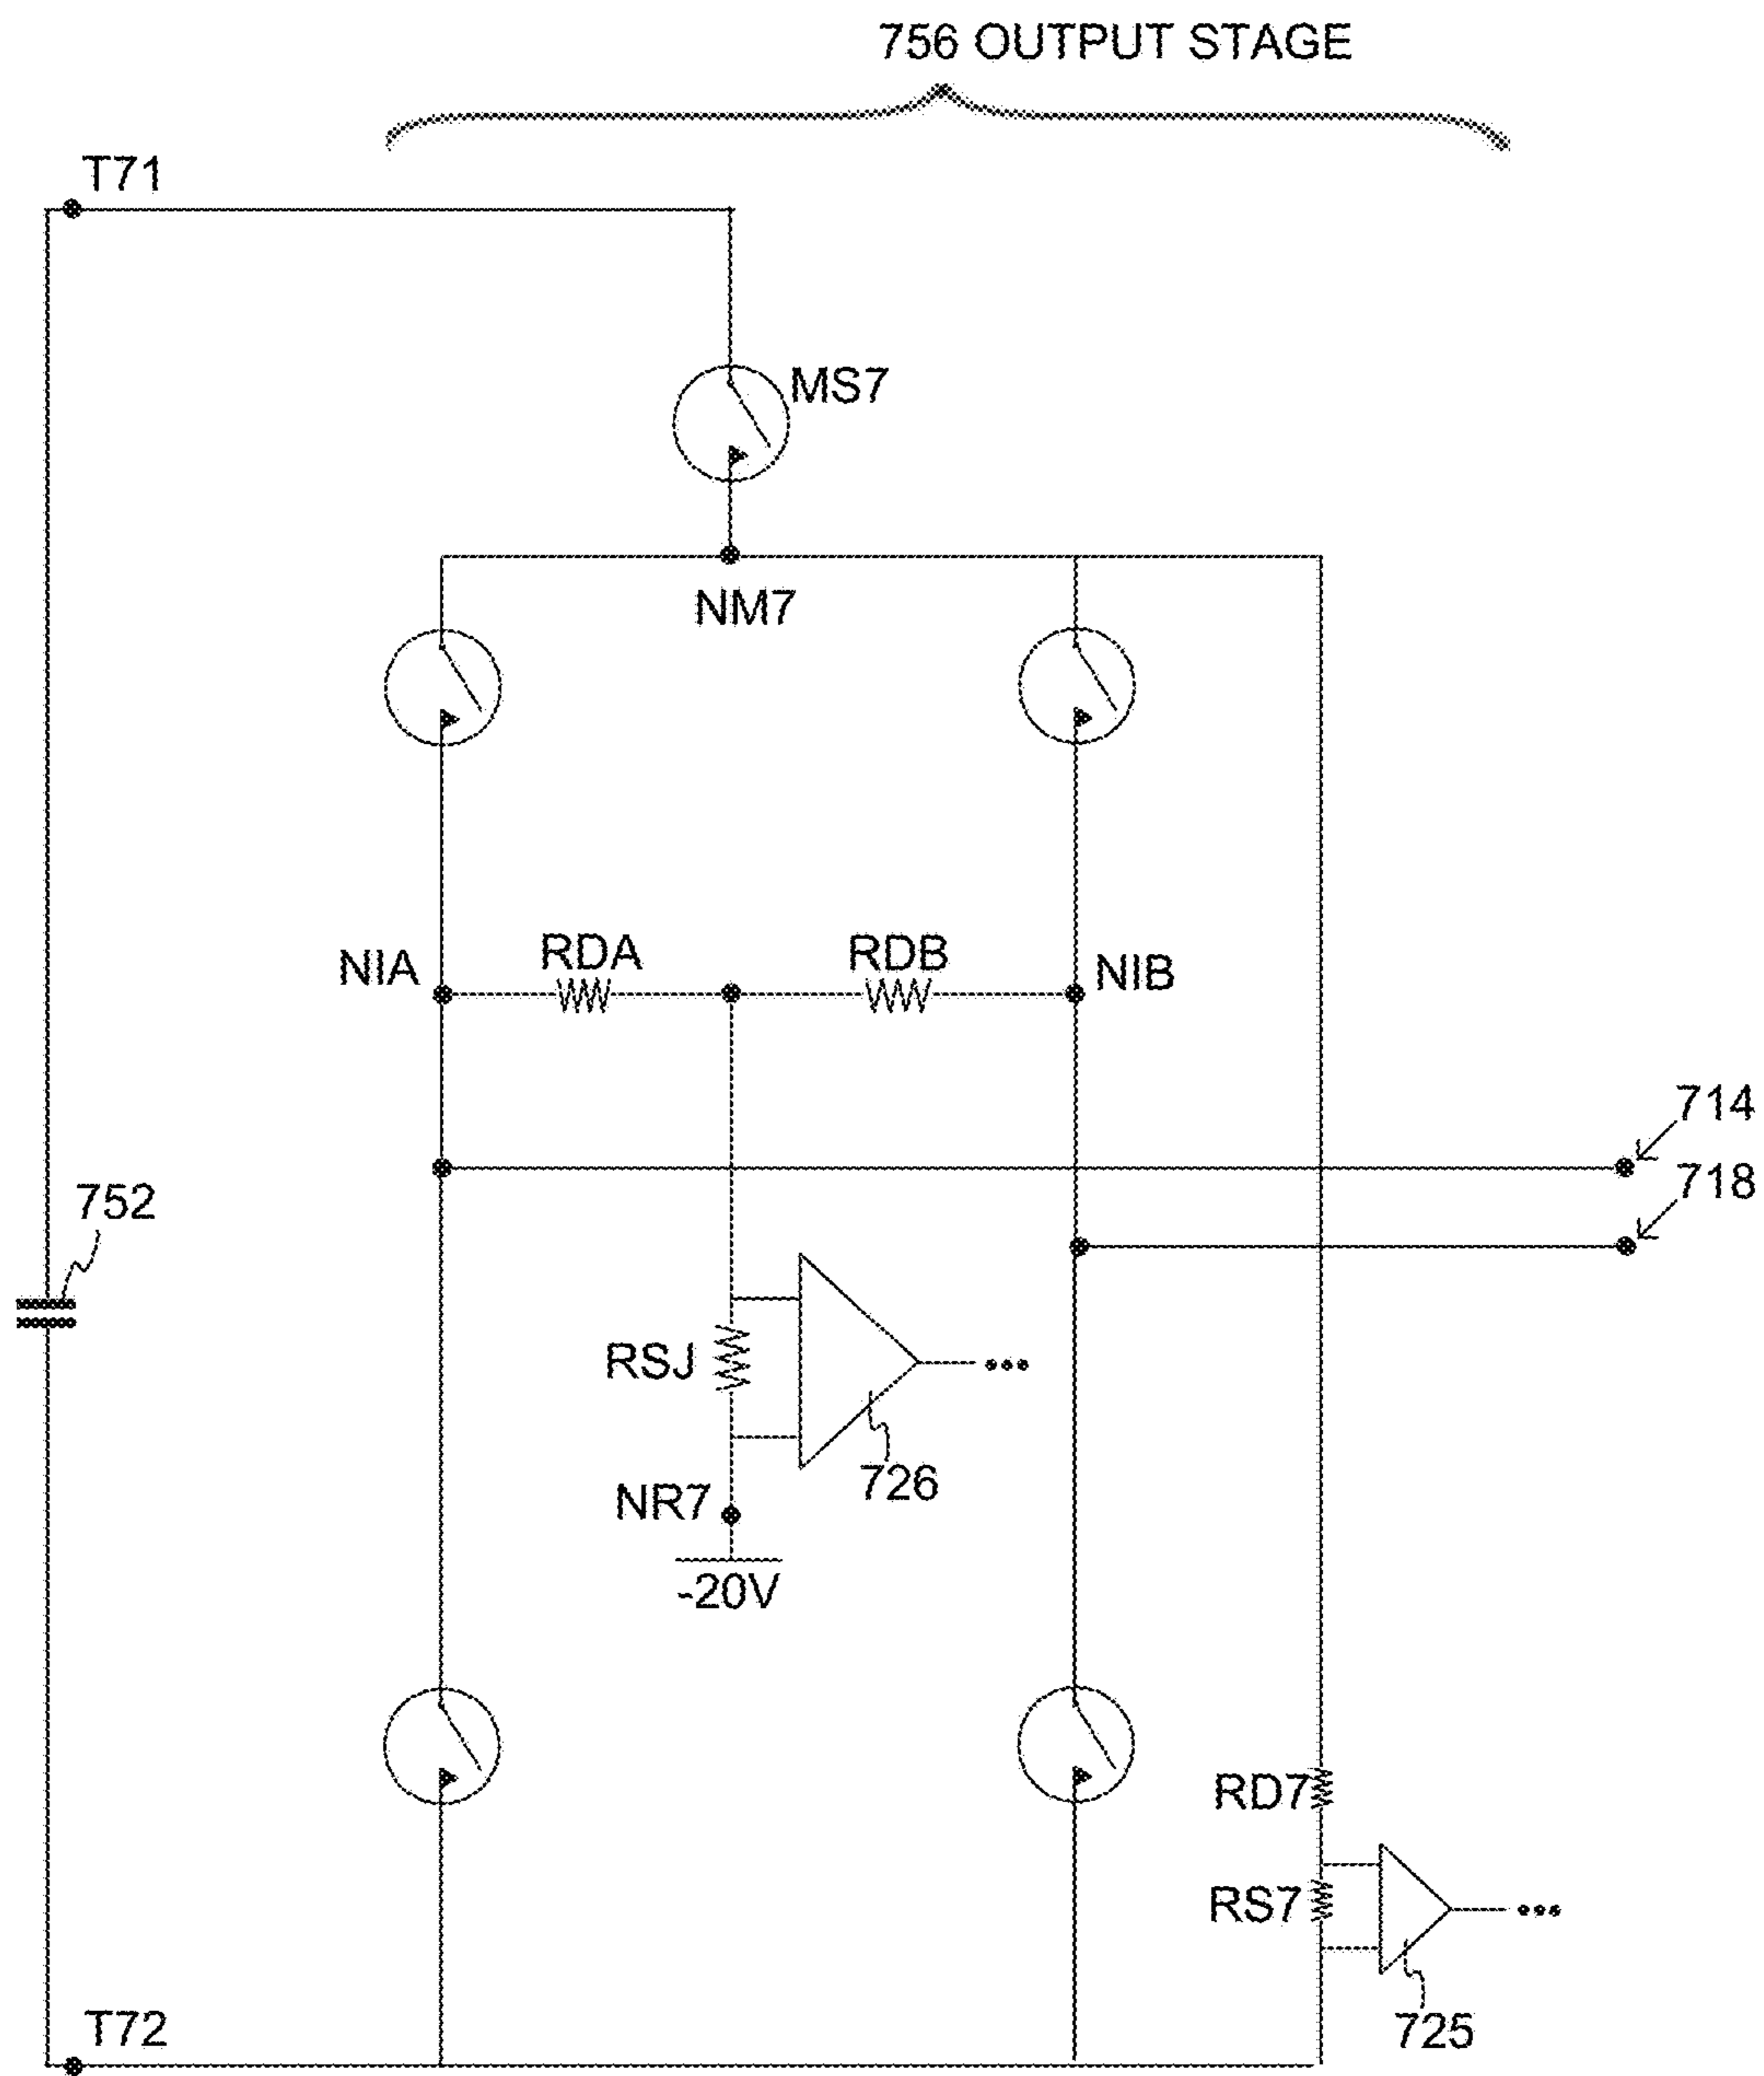 756 OUTPUT STAGE
T71
MS7
NM7
NIA
RDA
RDB
NIB
714
718
752
RSJ
726
NR7
-20V
RD7
RS7
725
T72